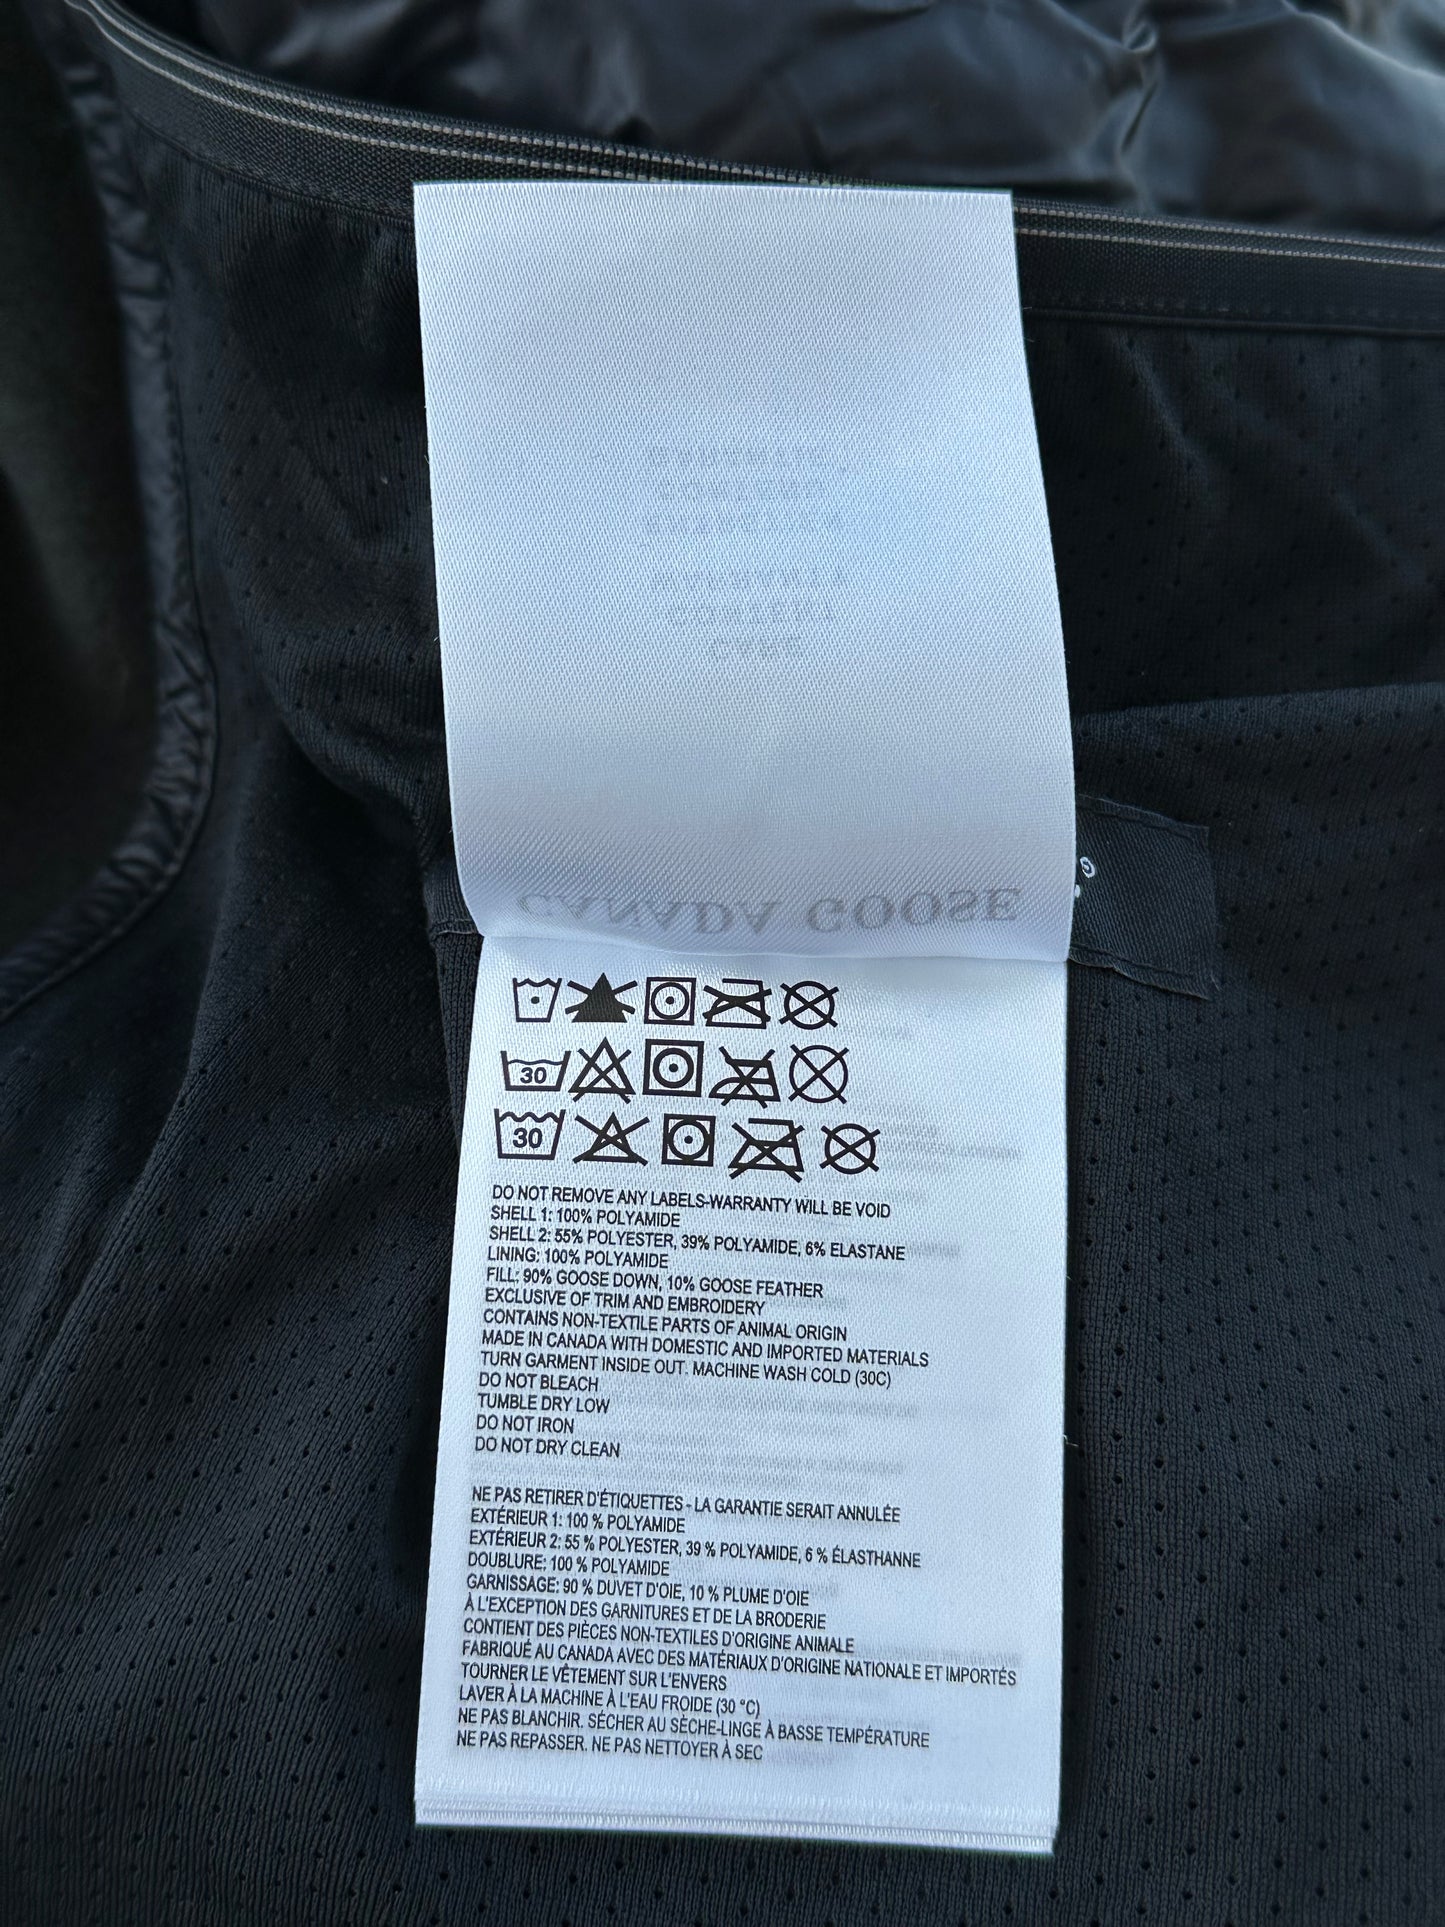 CANADA GOOSE
30
30
DO NOT REMOVE ANY LABELS-WARRANTY WILL BE VOID
SHELL 1: 100% POLYAMIDE
SHELL 2: 55% POLYESTER, 39% POLYAMIDE, 6% ELASTANE
LINING: 100% POLYAMIDE
FILL: 90% GOOSE DOWN, 10% GOOSE FEATHER
EXCLUSIVE OF TRIM AND EMBROIDERY
CONTAINS NON-TEXTILE PARTS OF ANIMAL ORIGIN
MADE IN CANADA WITH DOMESTIC AND IMPORTED MATERIALS
TURN GARMENT INSIDE OUT. MACHINE WASH COLD (30C)
DO NOT BLEACH
TUMBLE DRY LOW
DO NOT IRON
DO NOT DRY CLEAN
NE PAS RETIRER D'ÉTIQUETTES - LA GARANTIE SERAIT ANNULÉE
EXTÉRIEUR 1: 100 % POLYAMIDE
EXTÉRIEUR 2: 55 % POLYESTER, 39 % POLYAMIDE, 6 % ÉLASTHANNE
DOUBLURE: 100 % POLYAMIDE
GARNISSAGE: 90 % DUVET D'OIE, 10 % PLUME D'OIE
À L'EXCEPTION DES GARNITURES ET DE LA BRODERIE
CONTIENT DES PIÈCES NON-TEXTILES D'ORIGINE ANIMALE
FABRIQUÉ AU CANADA AVEC DES MATÉRIAUX D'ORIGINE NATIONALE ET IMPORTÉS
TOURNER LE VÊTEMENT SUR L'ENVERS
LAVER À LA MACHINE À L'EAU FROIDE (30 °C)
NE PAS BLANCHIR. SÉCHER AU SÈCHE-LINGE À BASSE TEMPÉRATURE
NE PAS REPASSER. NE PAS NETTOYER À SEC